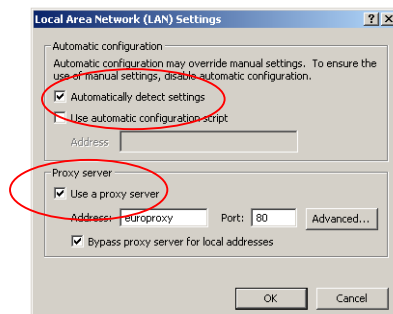 Local Area Network (LAN) Settings
Automatic configuration
Automatic configuration may override manual settings. To ensure the
use of manual settings, disable automatic configuration.
Automatically detect settings
Use automatic configuration script
Address
Proxy server
Use a proxy server
Address: europroxy Port: 80 Advanced...
Bypass proxy server for local addresses
OK Cancel